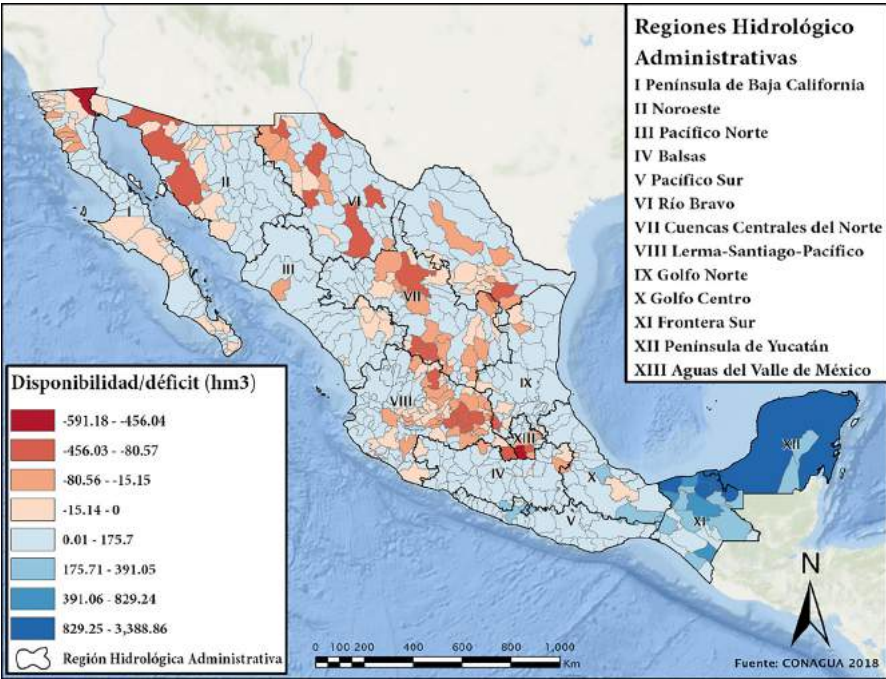 Regiones Hidrológico
Administrativas
I Península de Baja California
II Noroeste
III Pacífico Norte
IV Balsas
V Pacífico Sur
VI Río Bravo
VII Cuencas Centrales del Norte
VIII Lerma-Santiago-Pacífico
IX Golfo Norte
X Golfo Centro
XI Frontera Sur
XII Península de Yucatán
XIII Aguas del Valle de México
I
II
III
VI
VII
VIII
IX
XIII
IV
X
V
XI
XII
Disponibilidad/déficit (hm3)
-591.18 - -456.04
-456.03 - -80.57
-80.56 - -15.15
-15.14 - 0
0.01 - 175.7
175.71 - 391.05
391.06 - 829.24
829.25 - 3,388.86
Región Hidrológica Administrativa
0 100 200 400 600 800 1,000
Km
N
Fuente: CONAGUA 2018